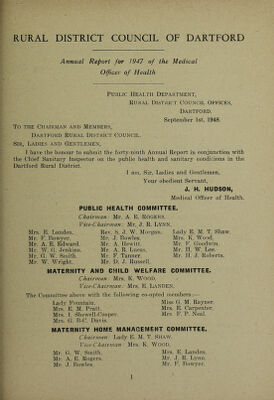 RURAL DISTRICT COUNCIL OF DARTFORD
Annual Report for 1947 of the Medical
Officer of Health
PUBLIC HEALTH DEPARTMENT,
RURAL DISTRICT COUNCIL OFFICES,
DARTFORD.
September 1st, 1948.
TO THE CHAIRMAN AND MEMBERS,
DARTFORD RURAL DISTRICT COUNCIL.
SIR, LADIES AND GENTLEMEN,
I have the honour to submit the forty-ninth Annual Report in conjunction with
the Chief Sanitary Inspector on the public health and sanitary conditions in the
Dartford Rural District.
I am, Sir, Ladies and Gentlemen,
Your obedient Servant,
J. H. HUDSON,
Medical Officer of Health.
PUBLIC HEALTH COMMITTEE.
Chairman: Mr. A. E. ROGERS.
Vice-Chairman: Mr. J. R. LYNN.
Mrs. E. Landen. Rev. S. J. W. Morgan. Lady E. M. T. Shaw.
Mr. F. Bowyer. Mr. J. Bowles. Mrs. K. Wood.
Mr. A. B. Edward. Mr. A. Hewitt. Mr. F. Goodwin.
Mr. W. G. Jenkins. Mr. A. R. Lucas. Mr. H. W. Lee.
Mr. G. W. Smith. Mr. F. Tanner. Mr. H. J. Roberts.
Mr. W. Wright. Mr. D. J. Russell.
MATERNITY AND CHILD WELFARE COMMITTEE.
Chairman: Mrs. K. WOOD.
Vice-Chairman: Mrs. E. LANDEN.
The Committee above with the following co-opted members:—
Lady Fountain. Miss G. M. Rayner.
Mrs. E. M. Pratt. Mrs. E. Carpenter.
Mrs. I. Shewell-Cooper. Mrs. F. P. Neal.
Mrs. G. B-C. Davis.
MATERNITY HOME MANAGEMENT COMMITTEE.
Chairman: Lady E. M. T. SHAW.
Vice-Chairman: Mrs. K. WOOD.
Mr. G. W. Smith. Mrs. E. Landen.
Mr. A. E. Rogers. Mr. J. R. Lynn.
Mr. J. Bowles. Mr. F. Bowyer.
1